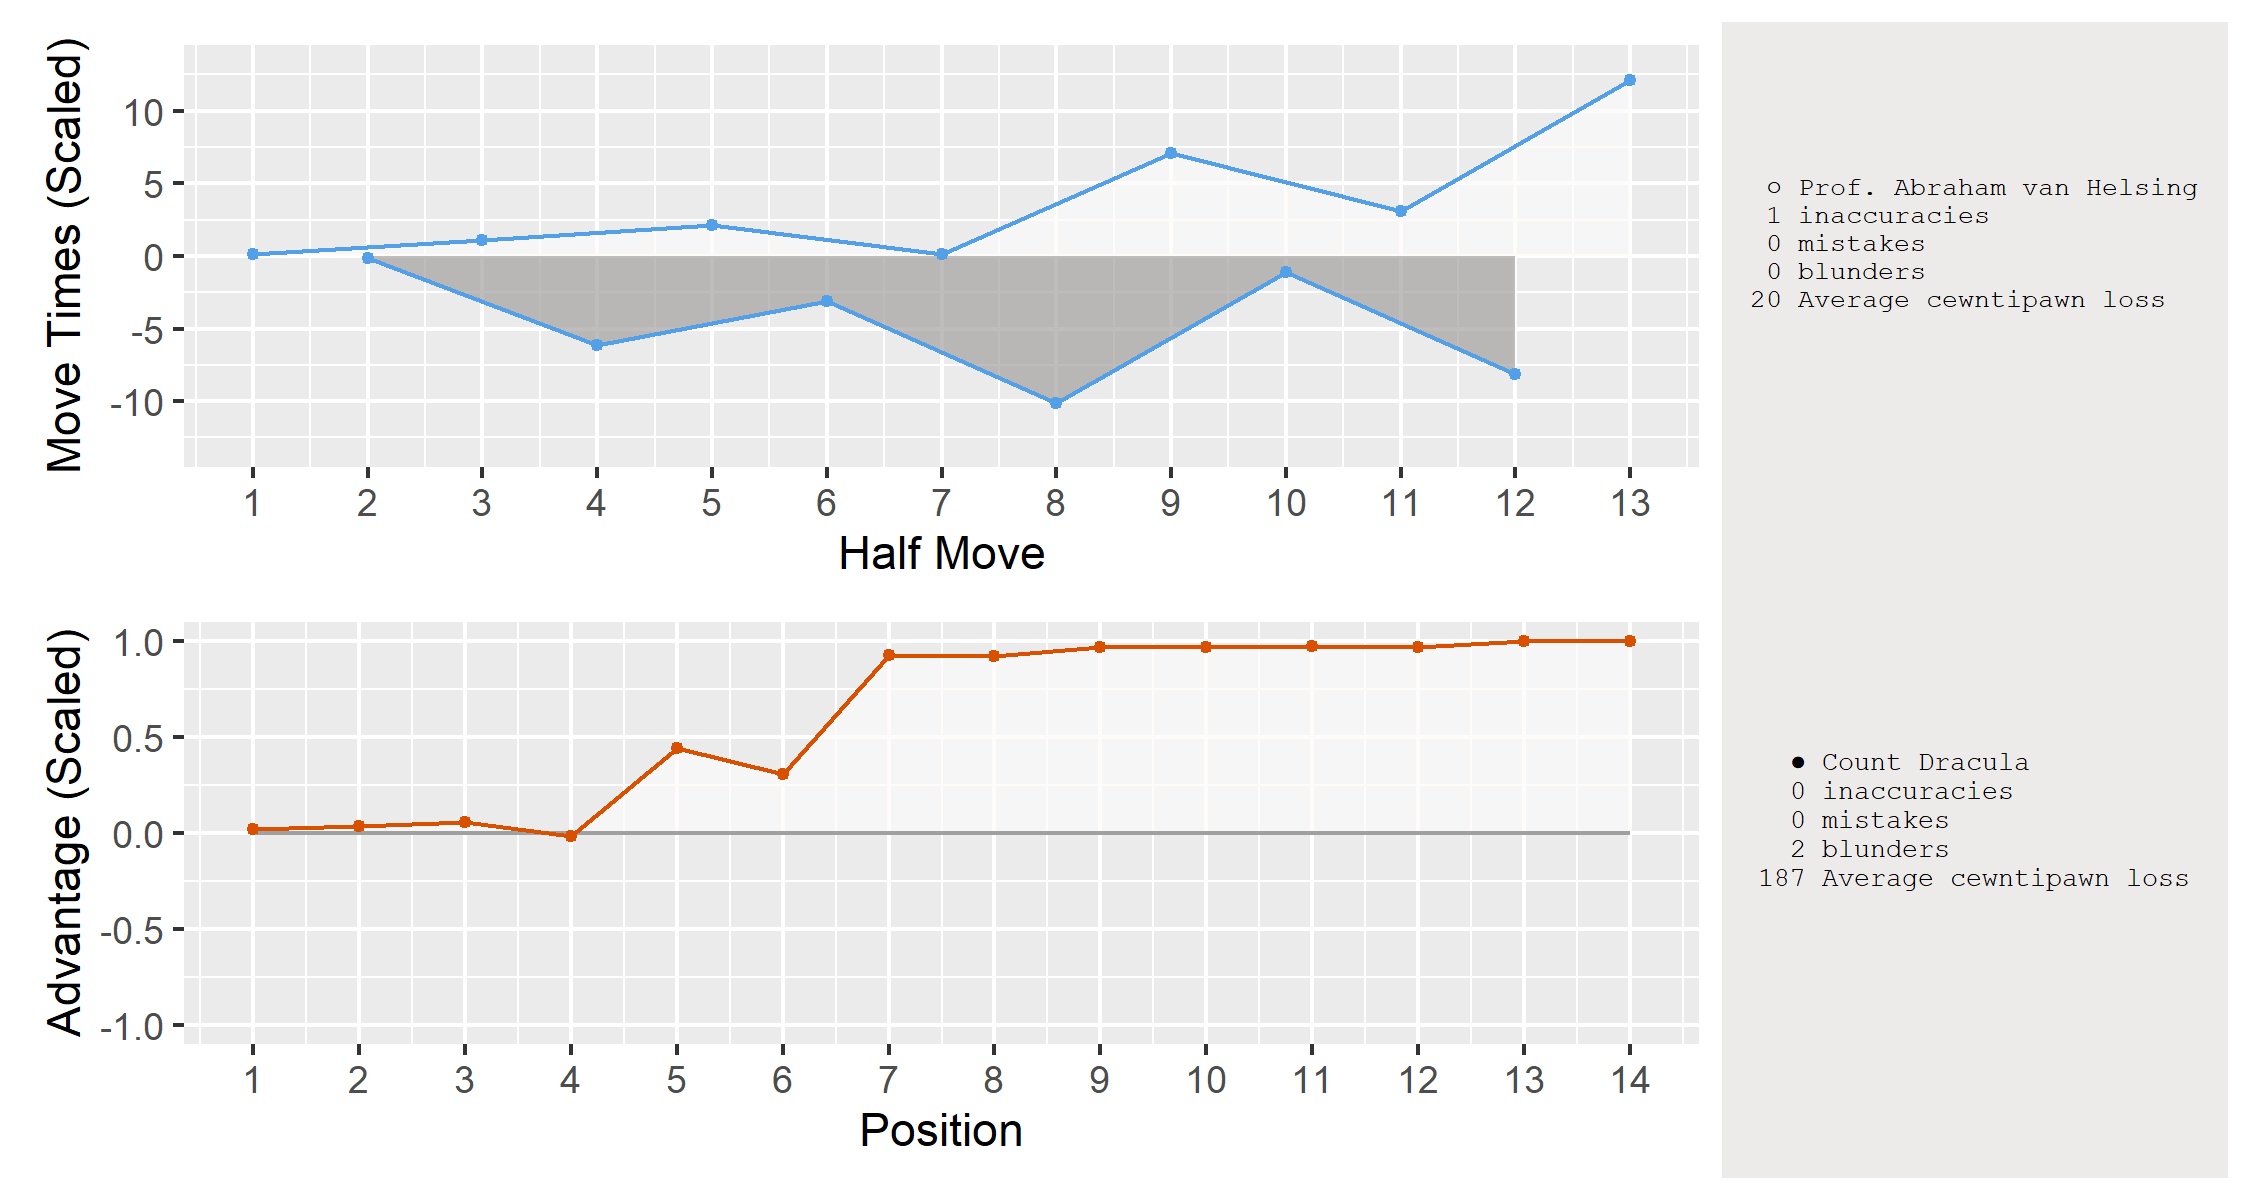 Move Times (Scaled)
10
5
0
-5
-10
1 2 3 4 5 6 7 8 9 10 11 12 13
Half Move
Advantage (Scaled)
1.0
0.5
0.0
-0.5
-1.0
1 2 3 4 5 6 7 8 9 10 11 12 13 14
Position
○ Prof. Abraham van Helsing
1 inaccuracies
0 mistakes
0 blunders
20 Average cewntipawn loss
● Count Dracula
0 inaccuracies
0 mistakes
2 blunders
187 Average cewntipawn loss